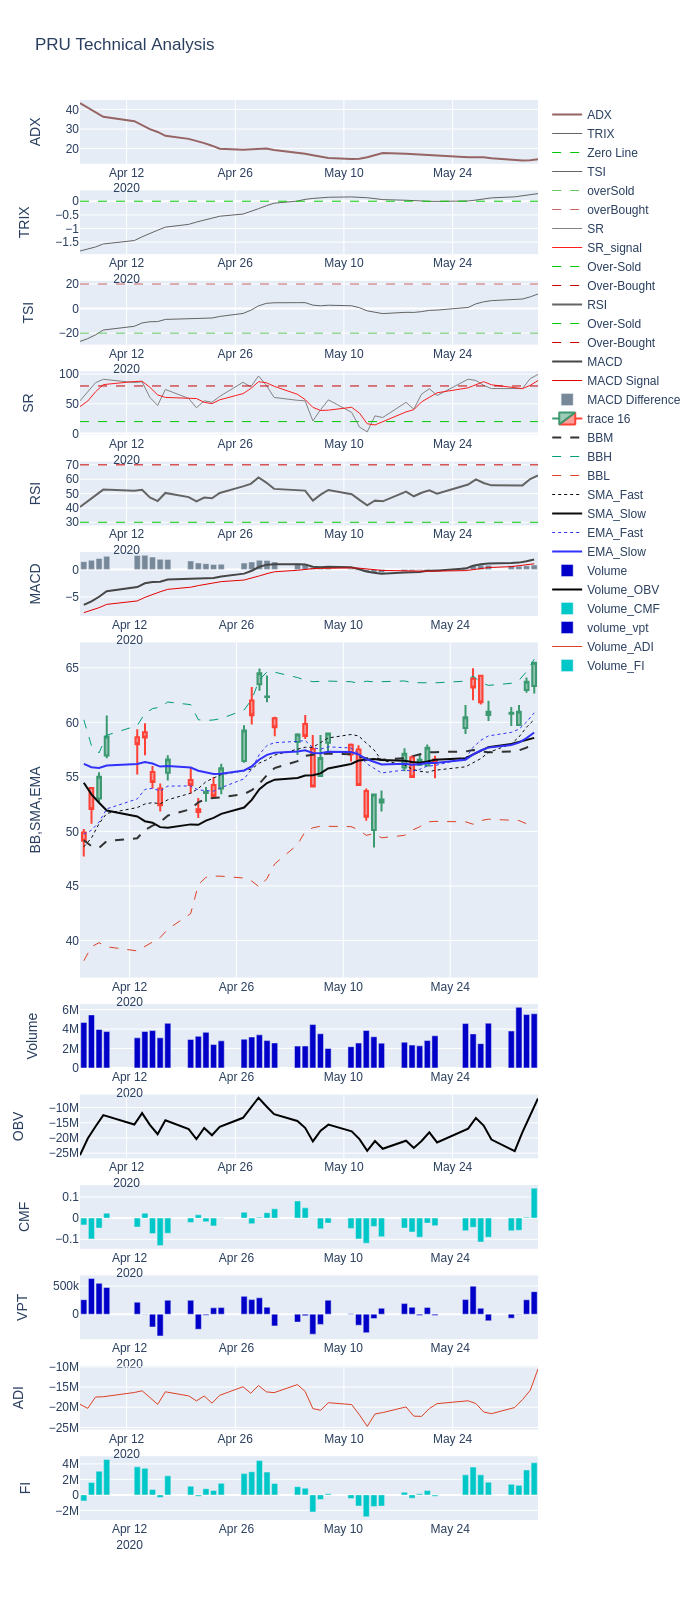 PRU Technical Analysis
ADX
40
30
20
Apr 12
2020
Apr 26
May 10
May 24
TRIX
0
−0.5
−1
−1.5
Apr 12
2020
Apr 26
May 10
May 24
TSI
20
0
−20
Apr 12
2020
Apr 26
May 10
May 24
SR
100
50
0
Apr 12
2020
Apr 26
May 10
May 24
RSI
70
60
50
40
30
Apr 12
2020
Apr 26
May 10
May 24
MACD
0
−5
Apr 12
2020
Apr 26
May 10
May 24
BB,SMA,EMA
65
60
55
50
45
40
Apr 12
2020
Apr 26
May 10
May 24
Volume
6M
4M
2M
0
Apr 12
2020
Apr 26
May 10
May 24
OBV
−10M
−15M
−20M
−25M
Apr 12
2020
Apr 26
May 10
May 24
CMF
0.1
0
−0.1
Apr 12
2020
Apr 26
May 10
May 24
VPT
500k
0
Apr 12
2020
Apr 26
May 10
May 24
ADI
−10M
−15M
−20M
−25M
Apr 12
2020
Apr 26
May 10
May 24
FI
4M
2M
0
−2M
Apr 12
2020
Apr 26
May 10
May 24
ADX
TRIX
Zero Line
TSI
overSold
overBought
SR
SR_signal
Over-Sold
Over-Bought
RSI
Over-Sold
Over-Bought
MACD
MACD Signal
MACD Difference
trace 16
BBM
BBH
BBL
SMA_Fast
SMA_Slow
EMA_Fast
EMA_Slow
Volume
Volume_OBV
Volume_CMF
volume_vpt
Volume_ADI
Volume_FI